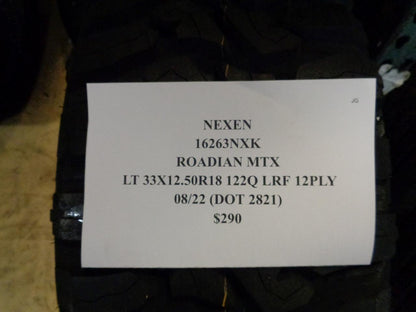 NEXEN
16263NXK
ROADIAN MTX
LT 33X12.50R18 122Q LRF 12PLY
08/22 (DOT 2821)
$290